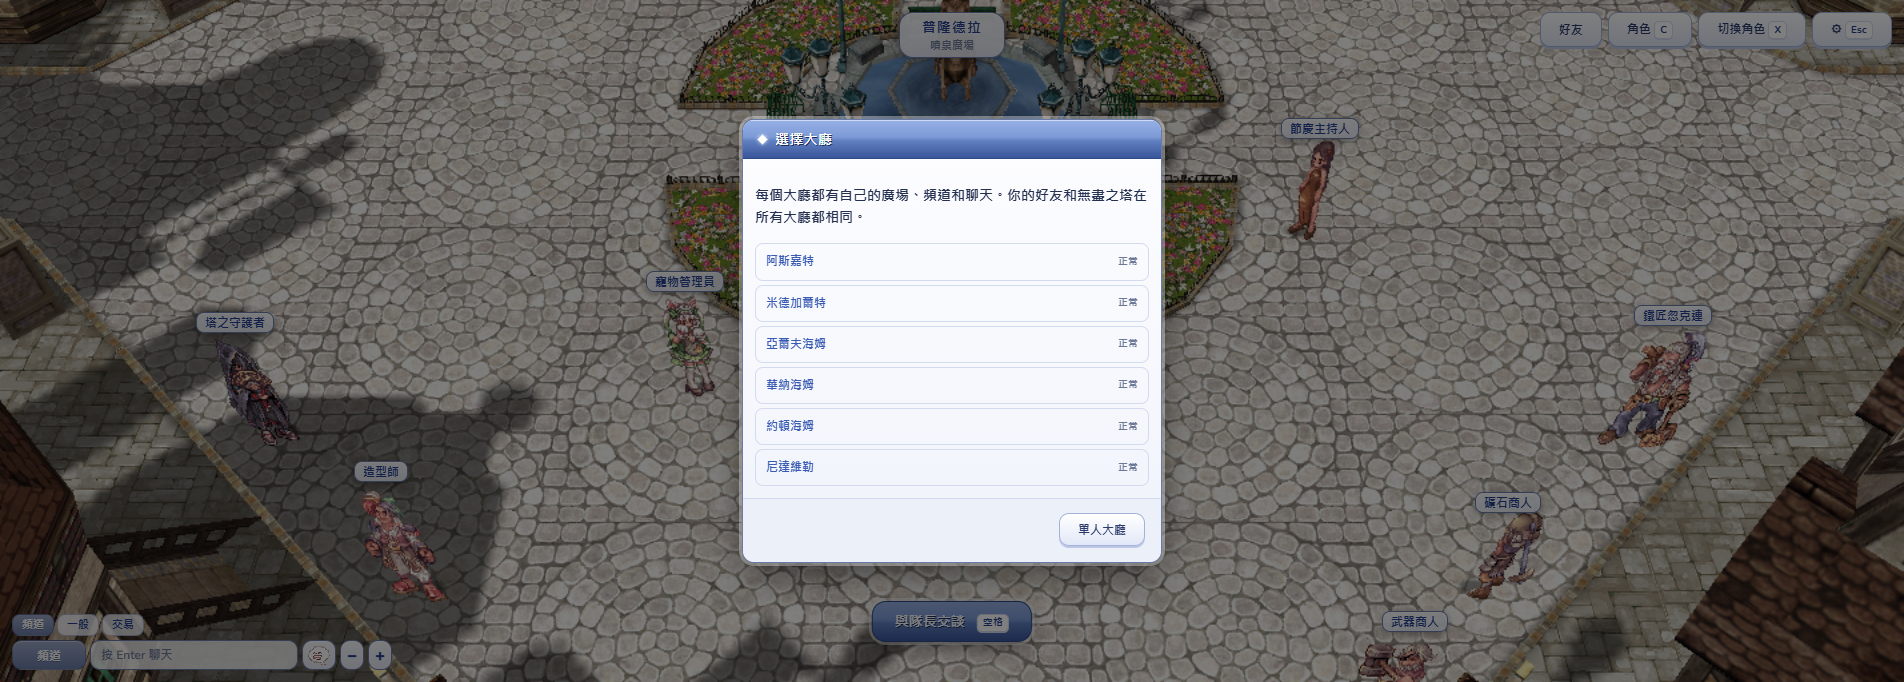 普隆德拉
噴泉廣場
好友
角色 C
切換角色 X
Esc
節慶主持人
選擇大廳
每個大廳都有自己的廣場、頻道和聊天。你的好友和無盡之塔在
所有大廳都相同。
阿斯嘉特 正常
米德加爾特 正常
亞爾夫海姆 正常
華納海姆 正常
約頓海姆 正常
尼達維勒 正常
單人大廳
寵物管理員
塔之守護者
鐵匠忽克連
造型師
礦石商人
武器商人
與隊長交談 空格
頻道 一般 交易
頻道 按 Enter 聊天 − +